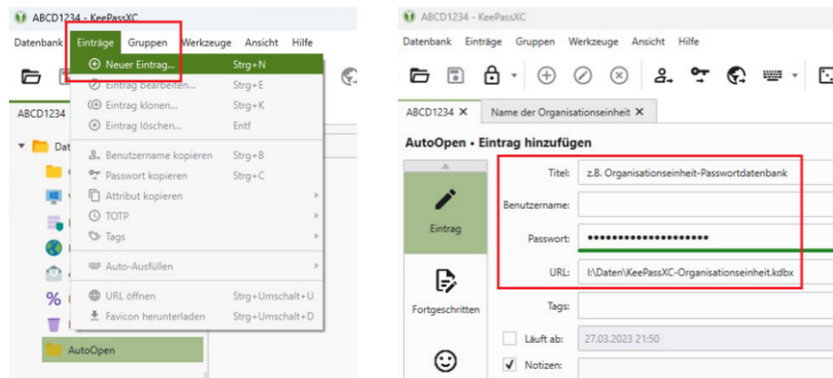 ABCD1234 - KeePassXC
Datenbank Einträge Gruppen Werkzeuge Ansicht Hilfe
Neuer Eintrag... Strg+N
Eintrag bearbeiten... Strg+E
Eintrag klonen... Strg+K
Eintrag löschen... Entf
ABCD1234
Dat
Benutzername kopieren Strg+B
Passwort kopieren Strg+C
Attribut kopieren
TOTP
Tags
Auto-Ausfüllen
URL öffnen Strg+Umschalt+U
Favicon herunterladen Strg+Umschalt+D
AutoOpen
ABCD1234 - KeePassXC
Datenbank Einträge Gruppen Werkzeuge Ansicht Hilfe
ABCD1234 Name der Organisationseinheit
AutoOpen • Eintrag hinzufügen
Titel: z.B. Organisationseinheit-Passwortdatenbank
Benutzername:
Eintrag
Passwort: ••••••••••••••••••••
URL: I:\Daten\KeePassXC-Organisationseinheit.kdbx
Tags:
Fortgeschritten
Läuft ab: 27.03.2023 21:50
Notizen: